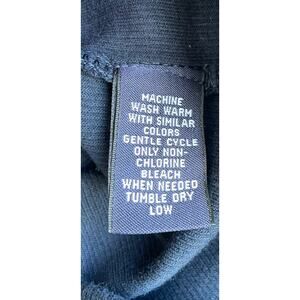 MACHINE
WASH WARM
WITH SIMILAR
COLORS
GENTLE CYCLE
ONLY NON-
CHLORINE
BLEACH
WHEN NEEDED
TUMBLE DRY
LOW